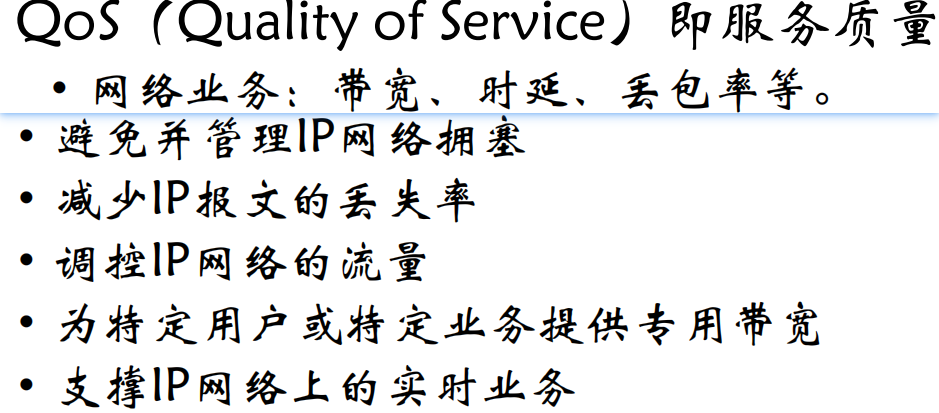 QoS（Quality of Service）即服务质量
• 网络业务：带宽、时延、丢包率等。
• 避免并管理IP网络拥塞
• 减少IP报文的丢失率
• 调控IP网络的流量
• 为特定用户或特定业务提供专用带宽
• 支撑IP网络上的实时业务